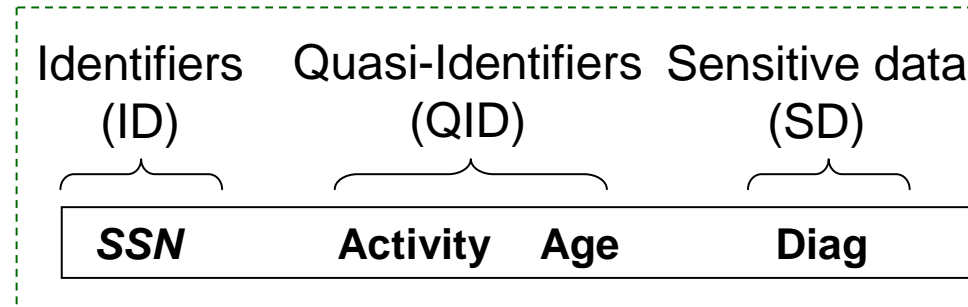 Identifiers Quasi-Identifiers Sensitive data
(ID) (QID) (SD)
SSN Activity Age Diag